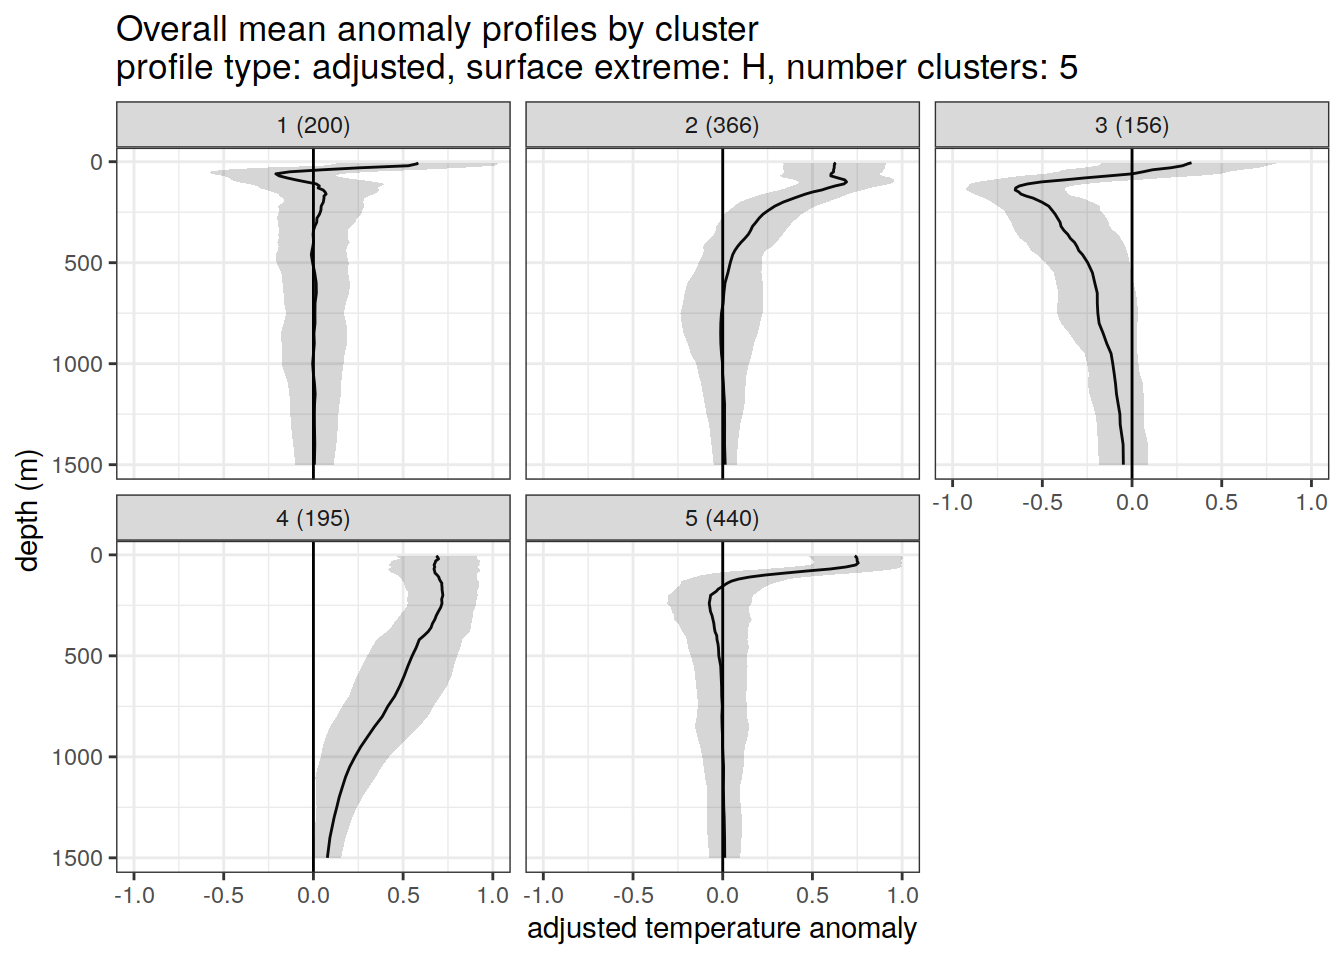 Overall mean anomaly profiles by cluster
profile type: adjusted, surface extreme: H, number clusters: 5
1 (200)
2 (366)
3 (156)
0
500
1000
1500
-1.0 -0.5 0.0 0.5 1.0
4 (195)
5 (440)
0
500
1000
1500
-1.0 -0.5 0.0 0.5 1.0
-1.0 -0.5 0.0 0.5 1.0
depth (m)
adjusted temperature anomaly